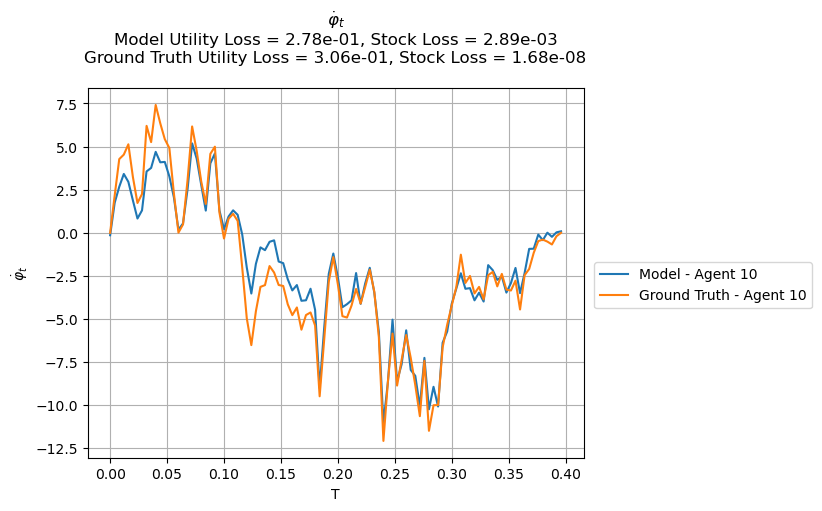 φ̇ₜ
Model Utility Loss = 2.78e-01, Stock Loss = 2.89e-03
Ground Truth Utility Loss = 3.06e-01, Stock Loss = 1.68e-08
7.5
5.0
2.5
0.0
−2.5
−5.0
−7.5
−10.0
−12.5
φ̇ₜ
0.00 0.05 0.10 0.15 0.20 0.25 0.30 0.35 0.40
T
Model - Agent 10
Ground Truth - Agent 10